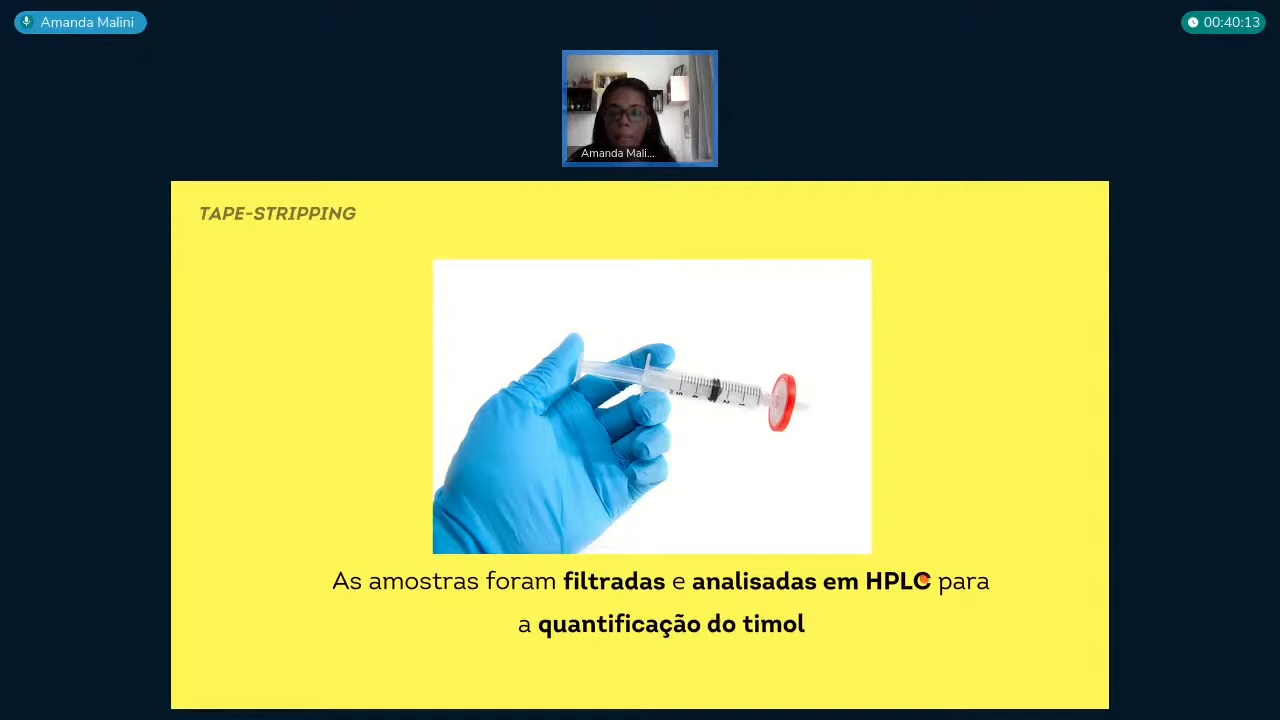 Amanda Malini
00:40:13
Amanda Mali...
TAPE-STRIPPING
As amostras foram filtradas e analisadas em HPLC para
a quantificação do timol